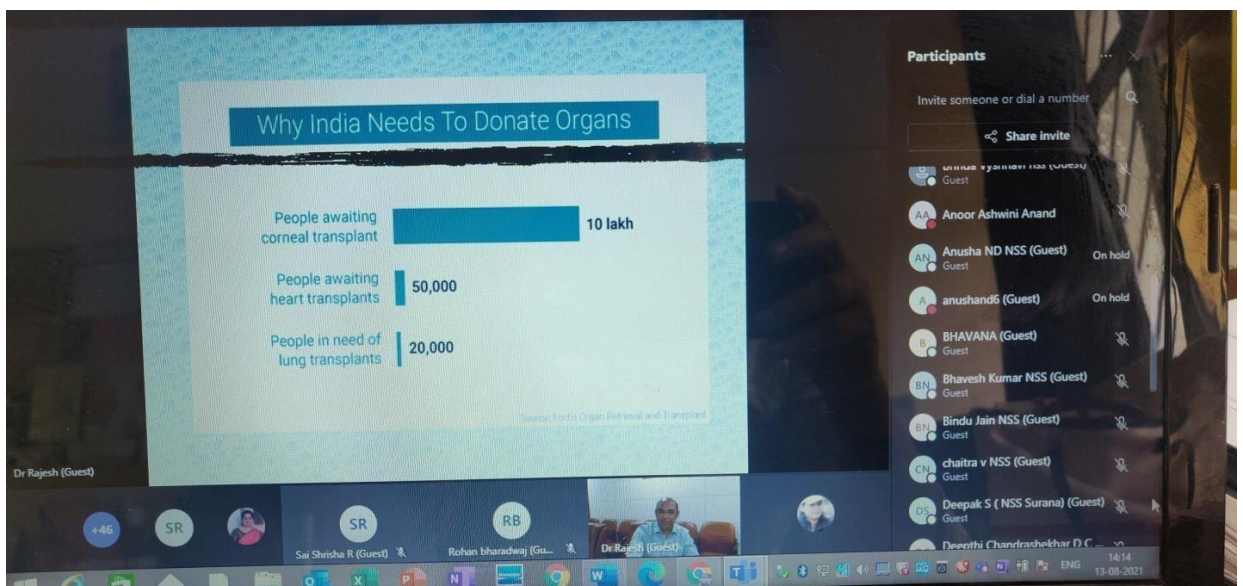 Why India Needs To Donate Organs
People awaiting
corneal transplant
10 lakh
People awaiting
heart transplants
50,000
People in need of
lung transplants
20,000
Source: Fortis Organ Retrieval and Transplant
Dr Rajesh (Guest)
+46
SR
SR
Sai Shrisha R (Guest)
RB
Rohan bharadwaj (Gu...
Dr Rajesh (Guest)
Participants
Invite someone or dial a number
Share invite
Guest
AA
Anoor Ashwini Anand
AN
Anusha ND NSS (Guest)
Guest
On hold
A
anushand6 (Guest)
On hold
B
BHAVANA (Guest)
Guest
BN
Bhavesh Kumar NSS (Guest)
Guest
BN
Bindu Jain NSS (Guest)
Guest
CN
chaitra v NSS (Guest)
Guest
DS
Deepak S ( NSS Surana) (Guest)
Guest
Deepthi Chandrashekhar D C ...
ENG
14:14
13-08-2021